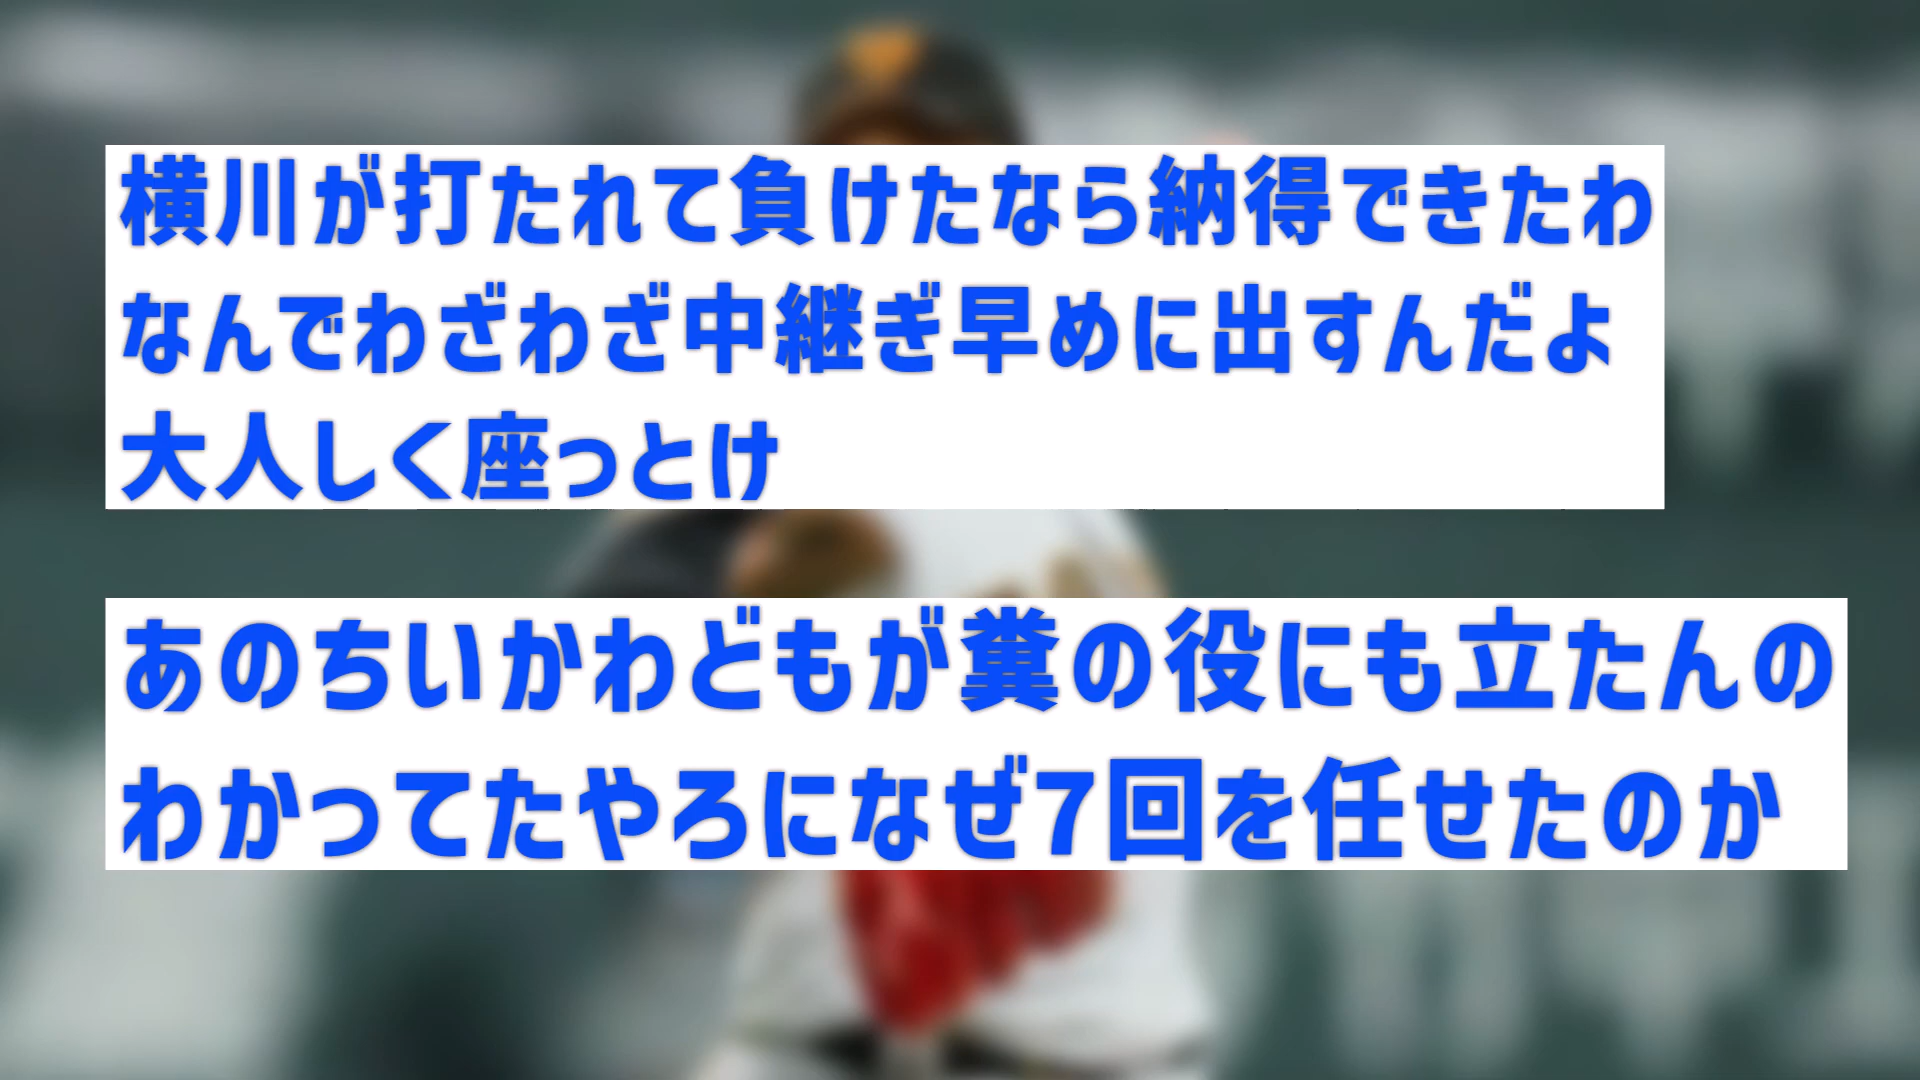 横川が打たれて負けたなら納得できたわ
なんでわざわざ中継ぎ早めに出すんだよ
大人しく座っとけ
あのちいかわどもが糞の役にも立たんの
わかってたやろになぜ7回を任せたのか